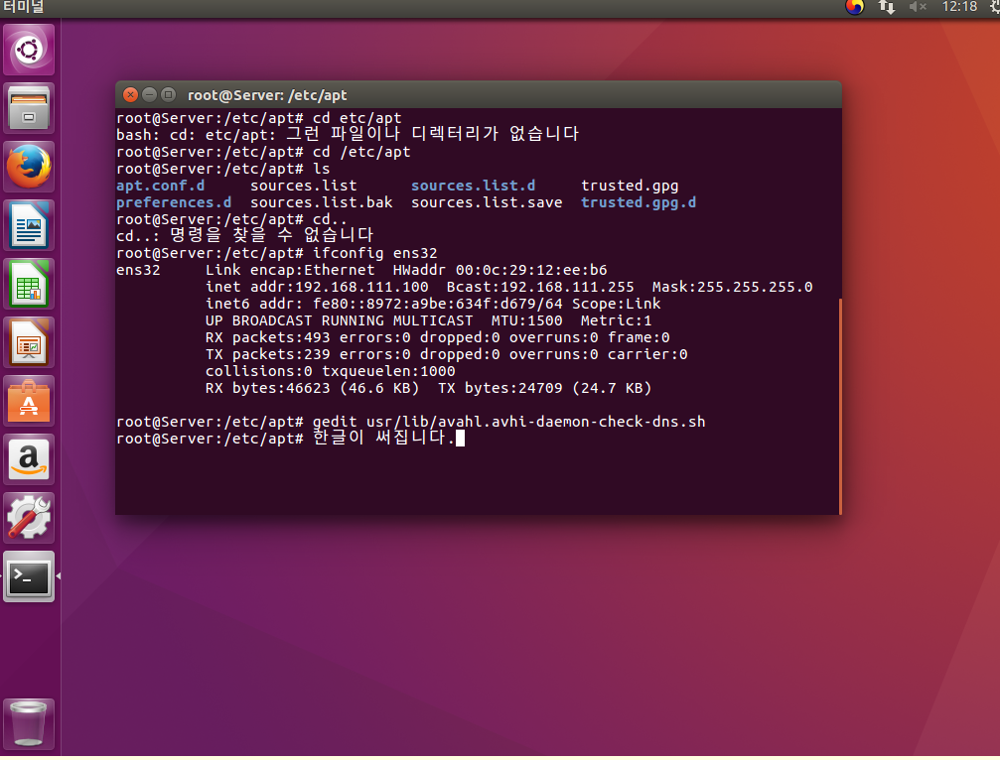 터미널
12:18
root@Server: /etc/apt
root@Server:/etc/apt# cd etc/apt
bash: cd: etc/apt: 그런 파일이나 디렉터리가 없습니다
root@Server:/etc/apt# cd /etc/apt
root@Server:/etc/apt# ls
apt.conf.d     sources.list      sources.list.d     trusted.gpg
preferences.d  sources.list.bak  sources.list.save  trusted.gpg.d
root@Server:/etc/apt# cd..
cd..: 명령을 찾을 수 없습니다
root@Server:/etc/apt# ifconfig ens32
ens32     Link encap:Ethernet  HWaddr 00:0c:29:12:ee:b6
          inet addr:192.168.111.100  Bcast:192.168.111.255  Mask:255.255.255.0
          inet6 addr: fe80::8972:a9be:634f:d679/64 Scope:Link
          UP BROADCAST RUNNING MULTICAST  MTU:1500  Metric:1
          RX packets:493 errors:0 dropped:0 overruns:0 frame:0
          TX packets:239 errors:0 dropped:0 overruns:0 carrier:0
          collisions:0 txqueuelen:1000
          RX bytes:46623 (46.6 KB)  TX bytes:24709 (24.7 KB)
root@Server:/etc/apt# gedit usr/lib/avahl.avhi-daemon-check-dns.sh
root@Server:/etc/apt# 한글이 써집니다.